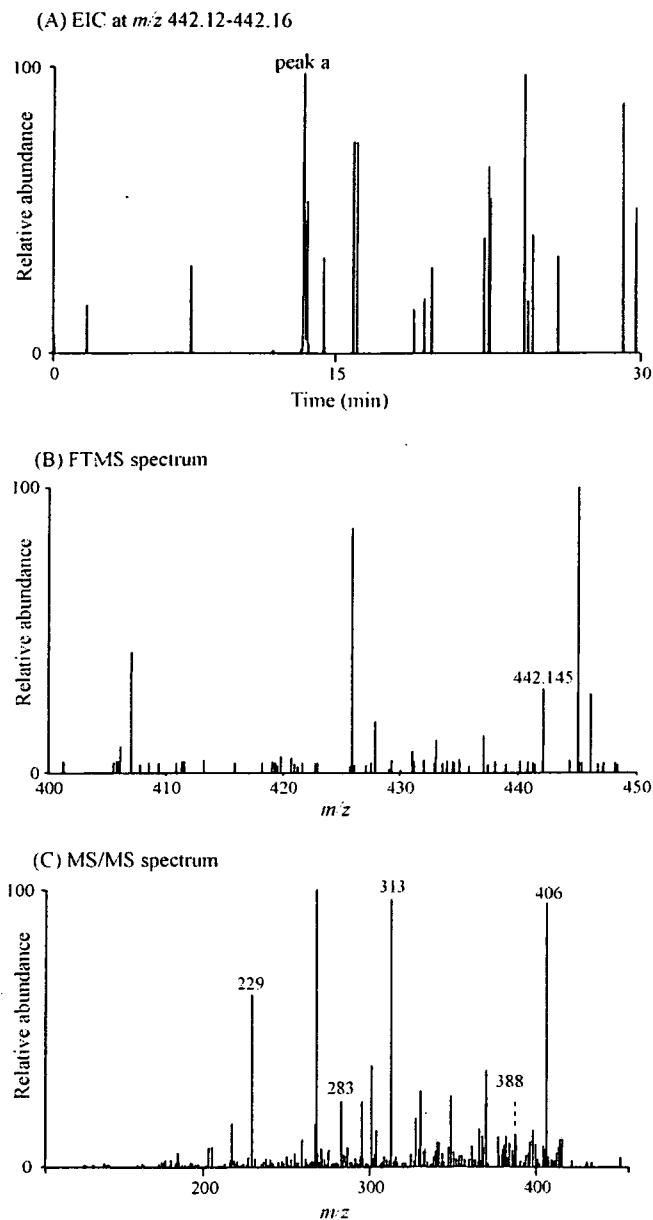 (A) EIC at m/z 442.12-442.16
peak a
100
Relative abundance
0
0 15 30
Time (min)
(B) FTMS spectrum
100
Relative abundance
442.145
0
400 410 420 430 440 450
m/z
(C) MS/MS spectrum
100
313
406
229
Relative abundance
283
388
0
200 300 400
m/z